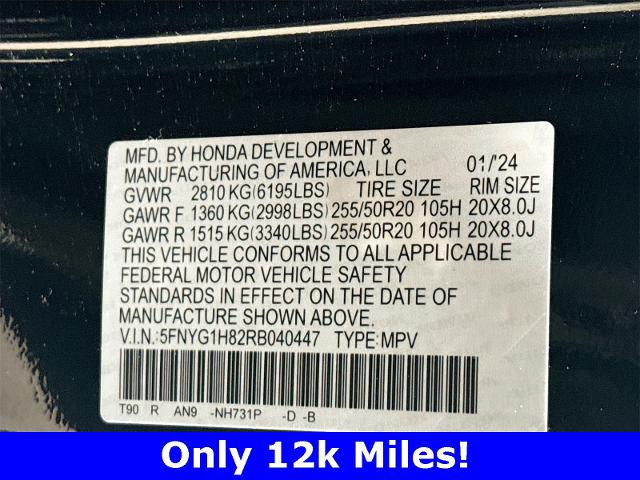 MFD. BY HONDA DEVELOPMENT &
MANUFACTURING OF AMERICA, LLC 01/'24
GVWR 2810 KG(6195LBS) TIRE SIZE RIM SIZE
GAWR F 1360 KG(2998LBS) 255/50R20 105H 20X8.0J
GAWR R 1515 KG(3340LBS) 255/50R20 105H 20X8.0J
THIS VEHICLE CONFORMS TO ALL APPLICABLE
FEDERAL MOTOR VEHICLE SAFETY
STANDARDS IN EFFECT ON THE DATE OF
MANUFACTURE SHOWN ABOVE.
V.I.N.:5FNYG1H82RB040447 TYPE:MPV
T90 R AN9 -NH731P -D -B
Only 12k Miles!